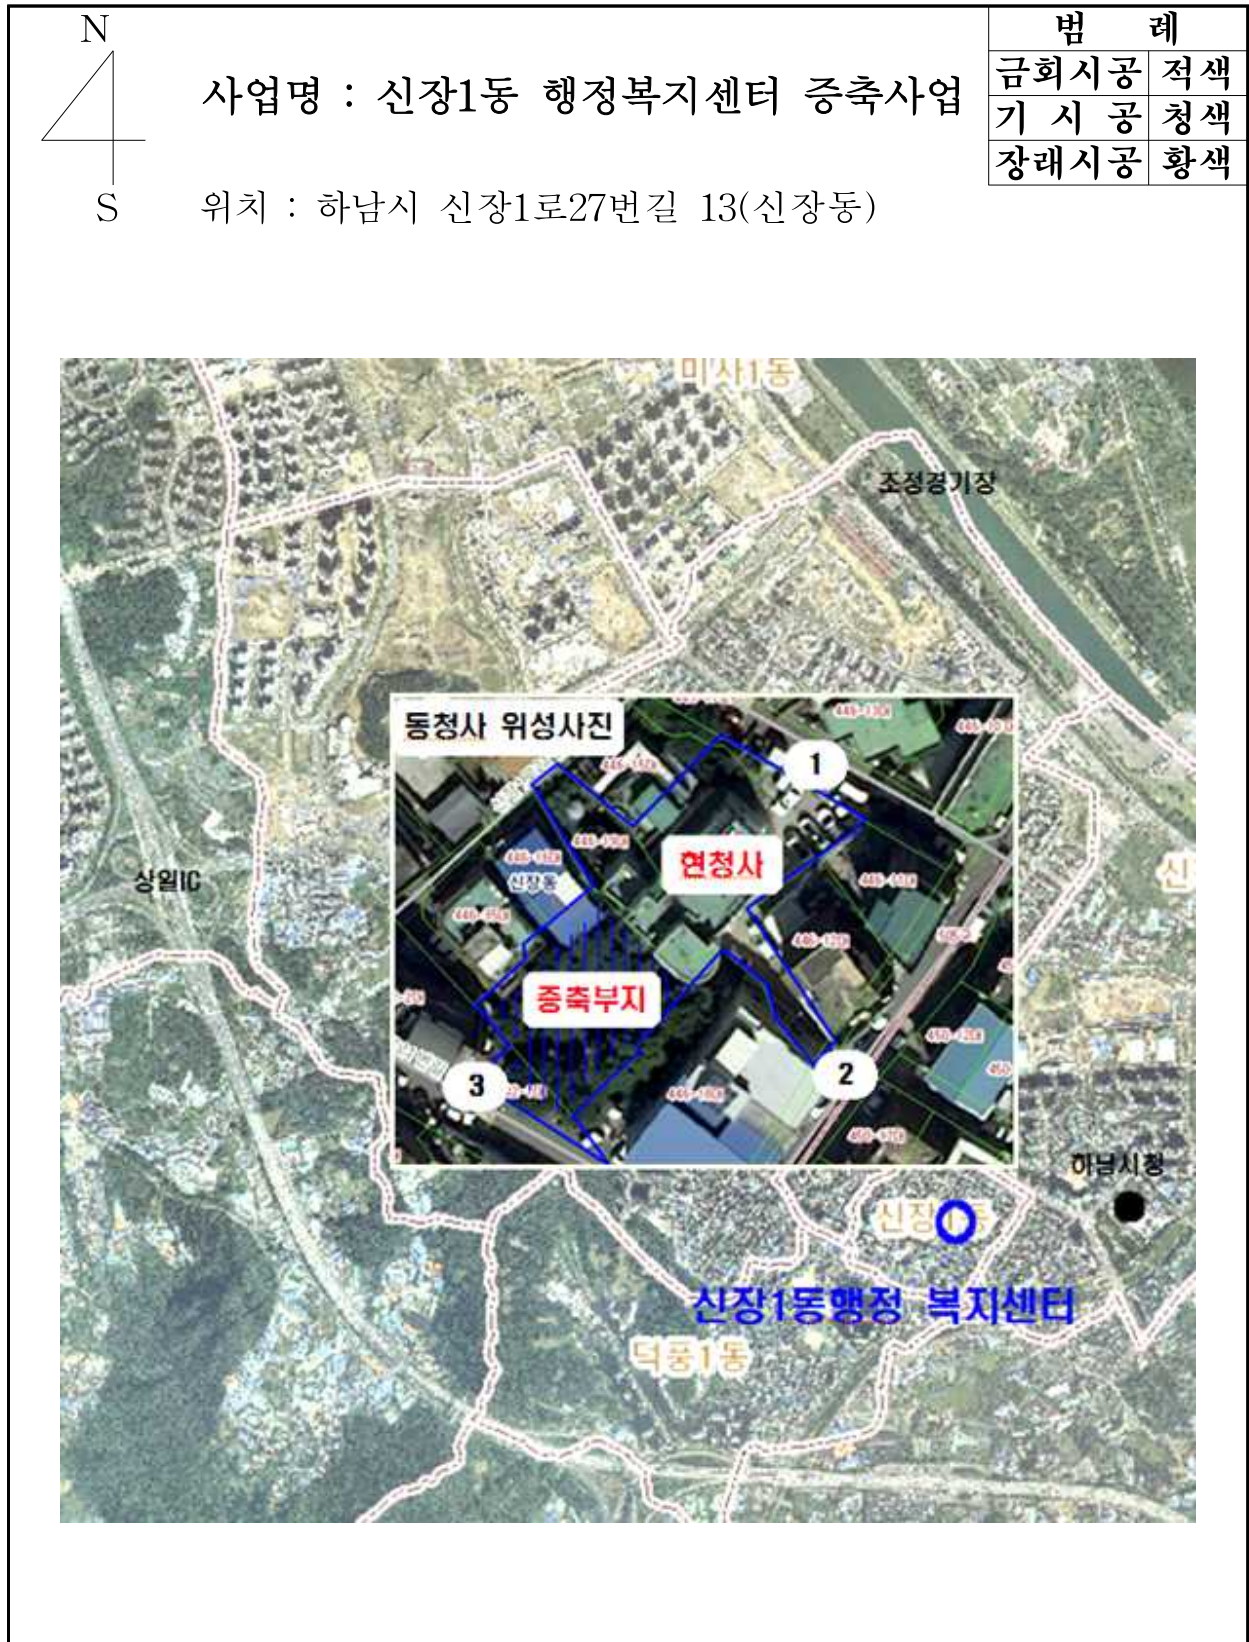 N
S
사업명 : 신장1동 행정복지센터 증축사업
위치 : 하남시 신장1로27번길 13(신장동)
범 례
금회시공 적색
기 시 공 청색
장래시공 황색
미사1동
조정경기장
동청사 위성사진
1
현청사
상일IC
신장동
증축부지
신
3
2
하남시청
신장1동
신장1동행정 복지센터
덕풍1동